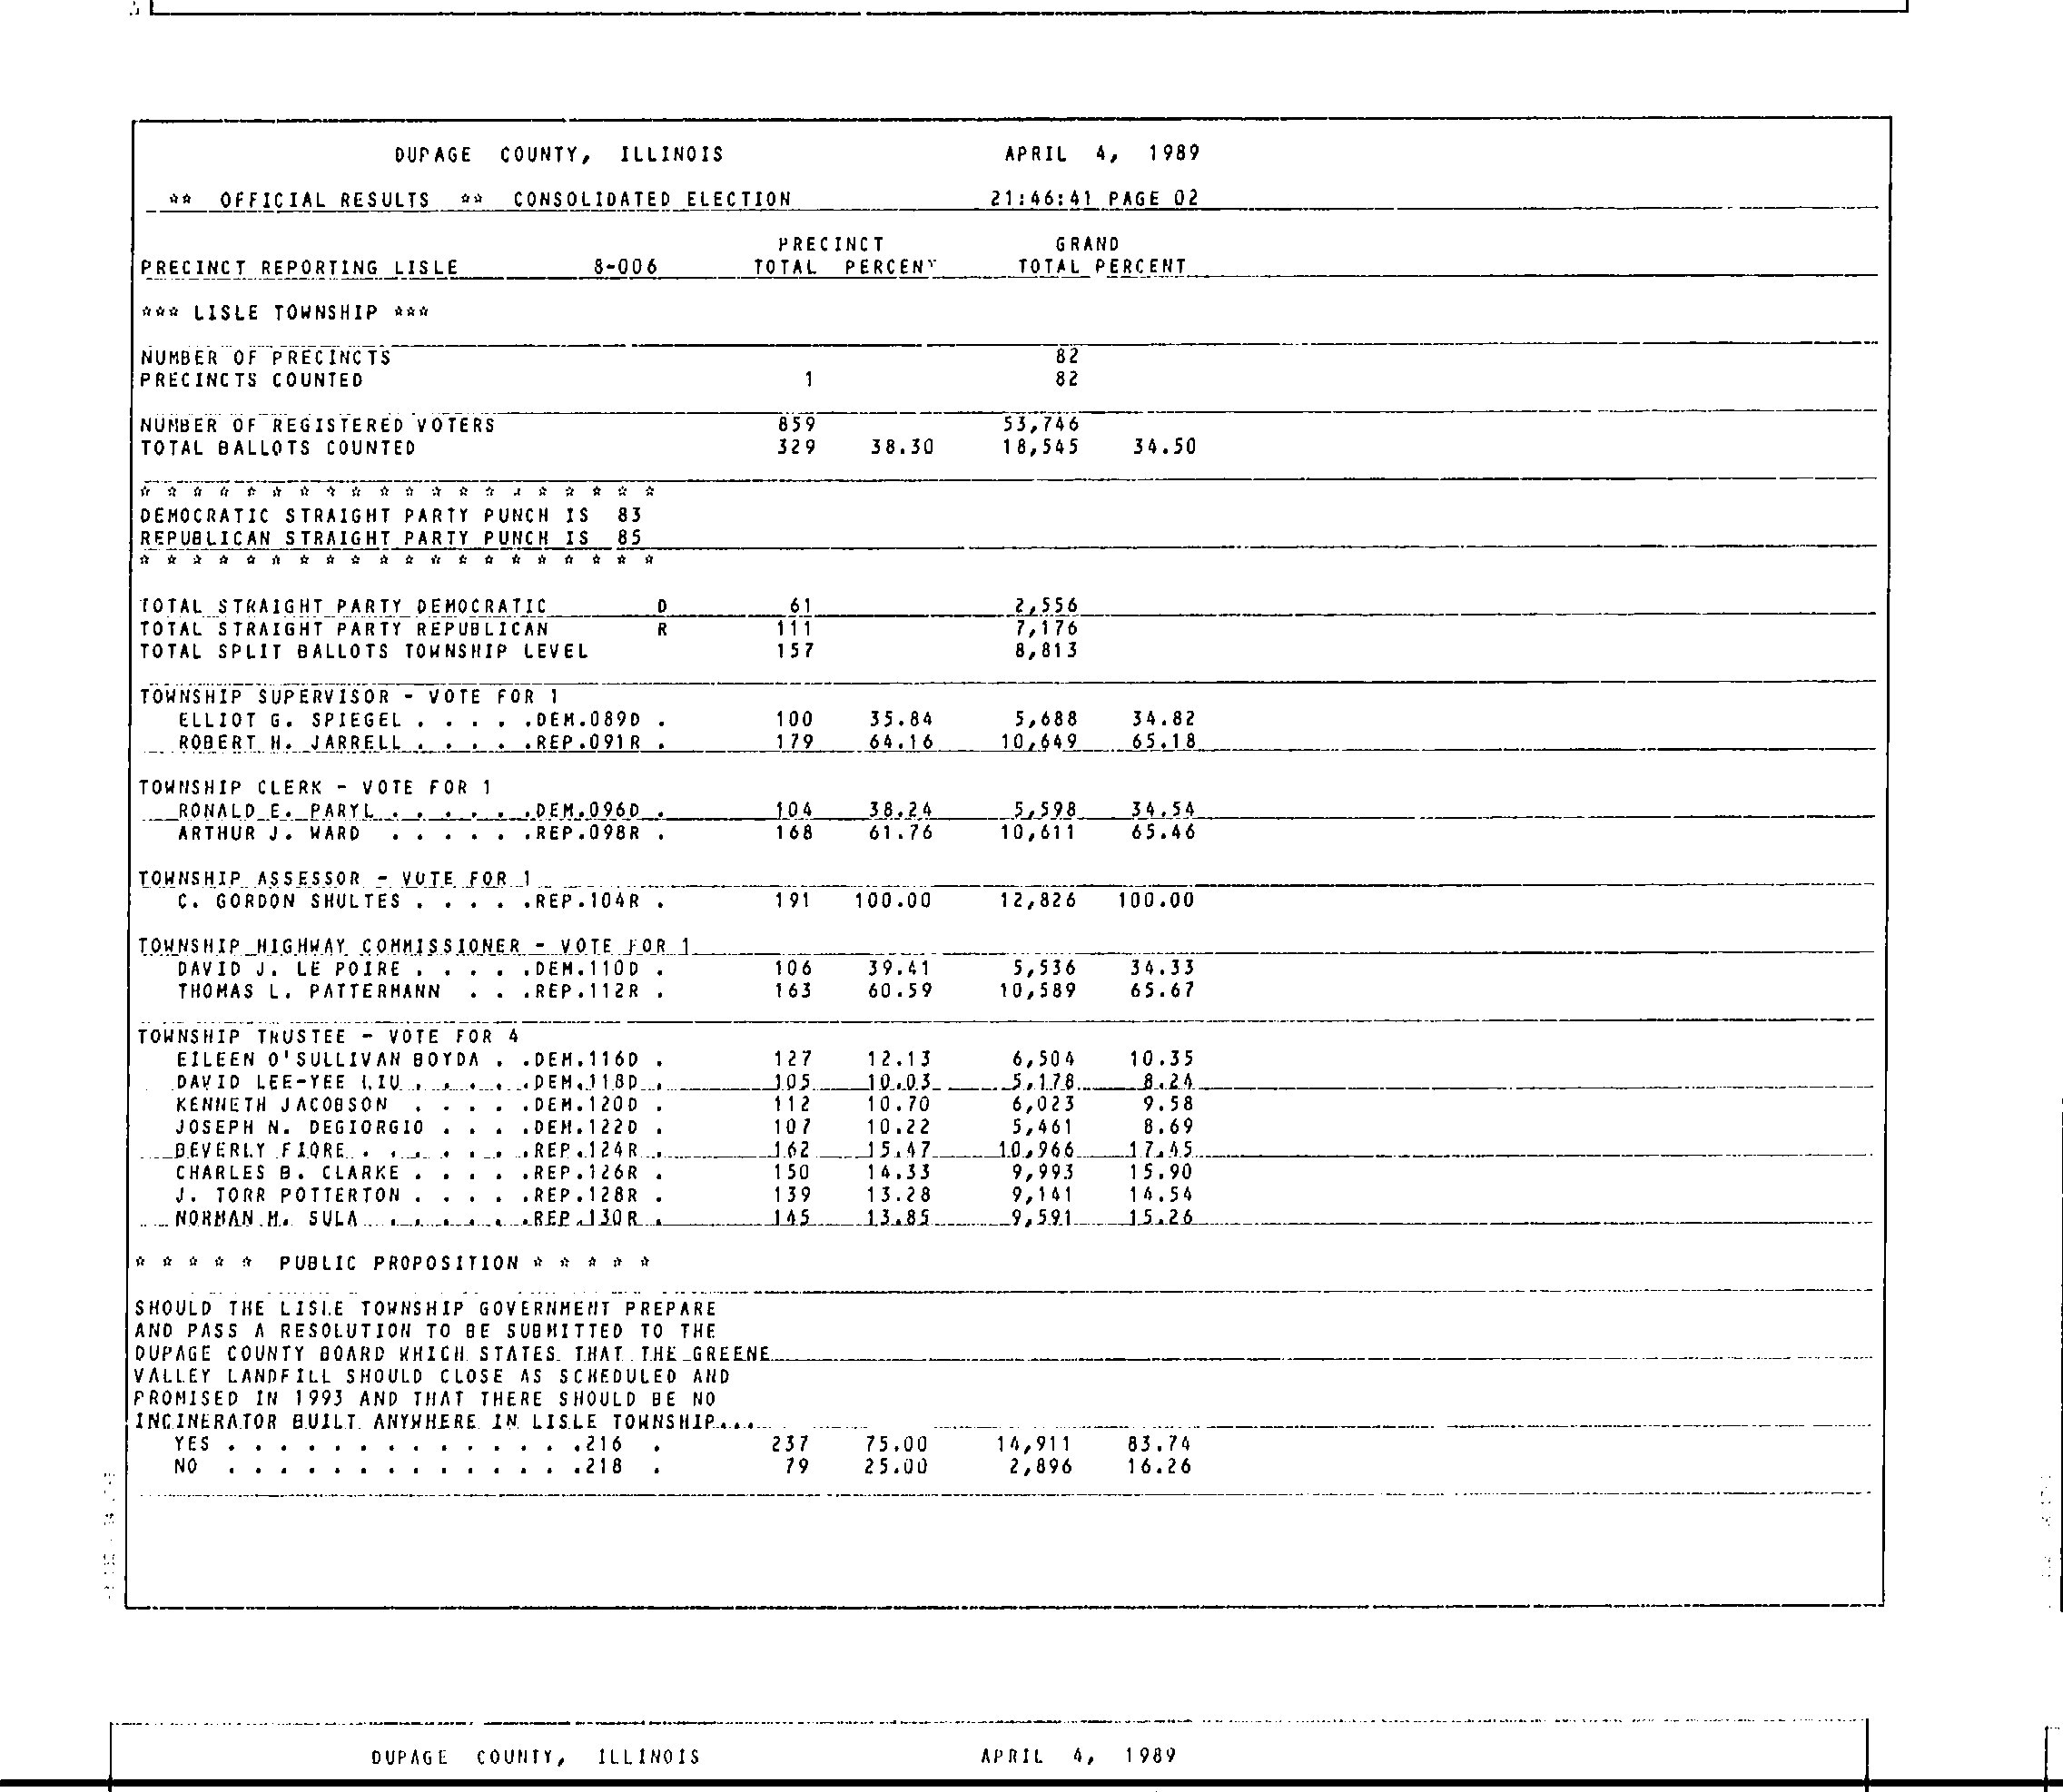 DUPAGE COUNTY, ILLINOIS APRIL 4, 1989
** OFFICIAL RESULTS ** CONSOLIDATED ELECTION 21:46:41 PAGE 02
PRECINCT GRAND
PRECINCT REPORTING LISLE 8-006 TOTAL PERCENT TOTAL PERCENT
*** LISLE TOWNSHIP ***
NUMBER OF PRECINCTS 82
PRECINCTS COUNTED 1 82
NUMBER OF REGISTERED VOTERS 859 53,746
TOTAL BALLOTS COUNTED 329 38.30 18,545 34.50
* * * * * * * * * * * * * * * * * * * *
DEMOCRATIC STRAIGHT PARTY PUNCH IS 83
REPUBLICAN STRAIGHT PARTY PUNCH IS 85
* * * * * * * * * * * * * * * * * * * *
TOTAL STRAIGHT PARTY DEMOCRATIC D 61 2,556
TOTAL STRAIGHT PARTY REPUBLICAN R 111 7,176
TOTAL SPLIT BALLOTS TOWNSHIP LEVEL 157 8,813
TOWNSHIP SUPERVISOR - VOTE FOR 1
ELLIOT G. SPIEGEL . . . . .DEM.089D . 100 35.84 5,688 34.82
ROBERT H. JARRELL . . . . .REP.091R . 179 64.16 10,649 65.18
TOWNSHIP CLERK - VOTE FOR 1
RONALD E. PARYL . . . . . .DEM.096D . 104 38.24 5,598 34.54
ARTHUR J. WARD . . . . . .REP.098R . 168 61.76 10,611 65.46
TOWNSHIP ASSESSOR - VOTE FOR 1
C. GORDON SHULTES . . . . .REP.104R . 191 100.00 12,826 100.00
TOWNSHIP HIGHWAY COMMISSIONER - VOTE FOR 1
DAVID J. LE POIRE . . . . .DEM.110D . 106 39.41 5,536 34.33
THOMAS L. PATTERMANN . . .REP.112R . 163 60.59 10,589 65.67
TOWNSHIP TRUSTEE - VOTE FOR 4
EILEEN O'SULLIVAN BOYDA . .DEM.116D . 127 12.13 6,504 10.35
DAVID LEE-YEE LIU . . . . .DEM.118D . 105 10.03 5,178 8.24
KENNETH JACOBSON . . . . .DEM.120D . 112 10.70 6,023 9.58
JOSEPH N. DEGIORGIO . . . .DEM.122D . 107 10.22 5,461 8.69
BEVERLY FIORE . . . . . . .REP.124R . 162 15.47 10,966 17.45
CHARLES B. CLARKE . . . . .REP.126R . 150 14.33 9,993 15.90
J. TORR POTTERTON . . . . .REP.128R . 139 13.28 9,141 14.54
NORMAN M. SULA . . . . . .REP.130R . 145 13.85 9,591 15.26
* * * * * PUBLIC PROPOSITION * * * * *
SHOULD THE LISLE TOWNSHIP GOVERNMENT PREPARE
AND PASS A RESOLUTION TO BE SUBMITTED TO THE
DUPAGE COUNTY BOARD WHICH STATES THAT THE GREENE
VALLEY LANDFILL SHOULD CLOSE AS SCHEDULED AND
PROMISED IN 1993 AND THAT THERE SHOULD BE NO
INCINERATOR BUILT ANYWHERE IN LISLE TOWNSHIP...
YES . . . . . . . . . . . . . .216 . 237 75.00 14,911 83.74
NO . . . . . . . . . . . . . .218 . 79 25.00 2,896 16.26
DUPAGE COUNTY, ILLINOIS APRIL 4, 1989